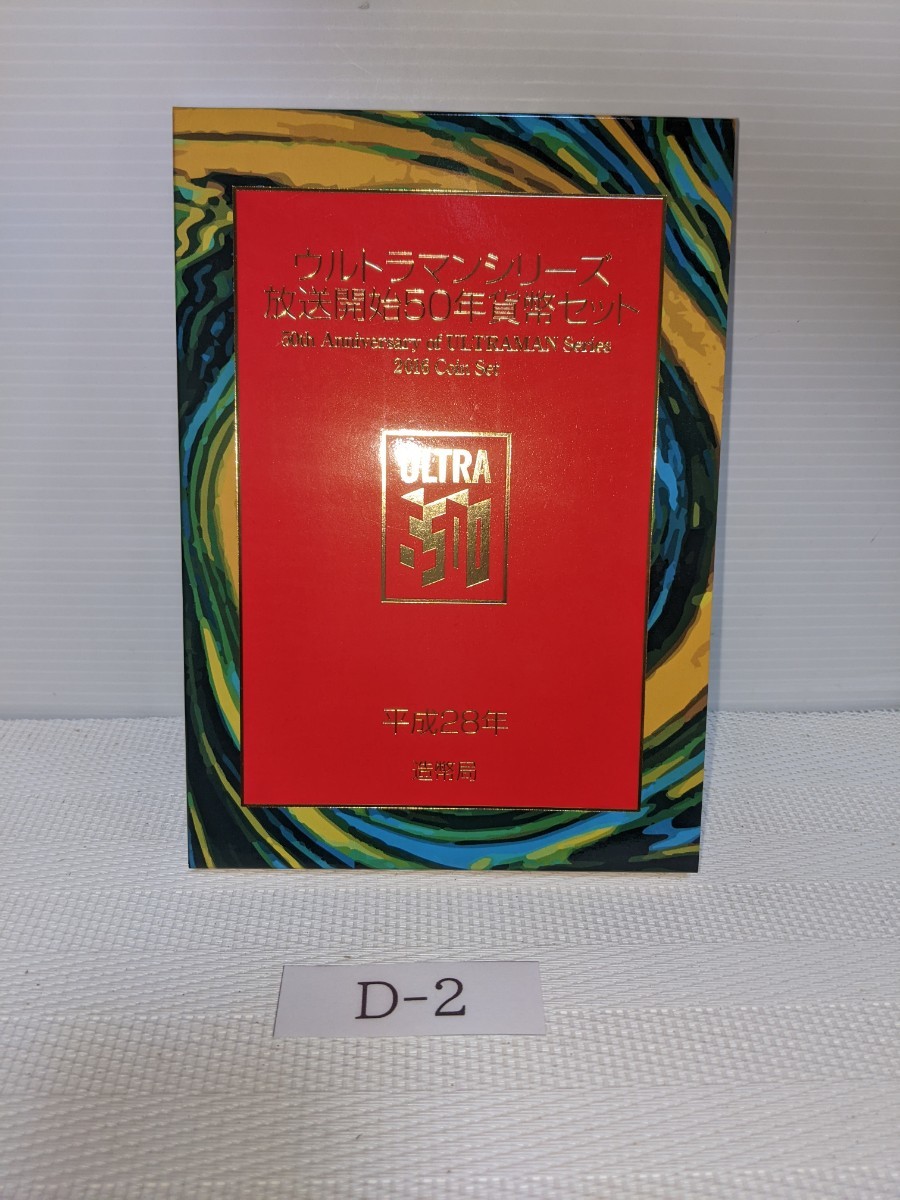 ウルトラマンシリーズ
放送開始50年貨幣セット
50th Anniversary of ULTRAMAN Series
2016 Coin Set
ULTRA
50
平成28年
造幣局
D-2